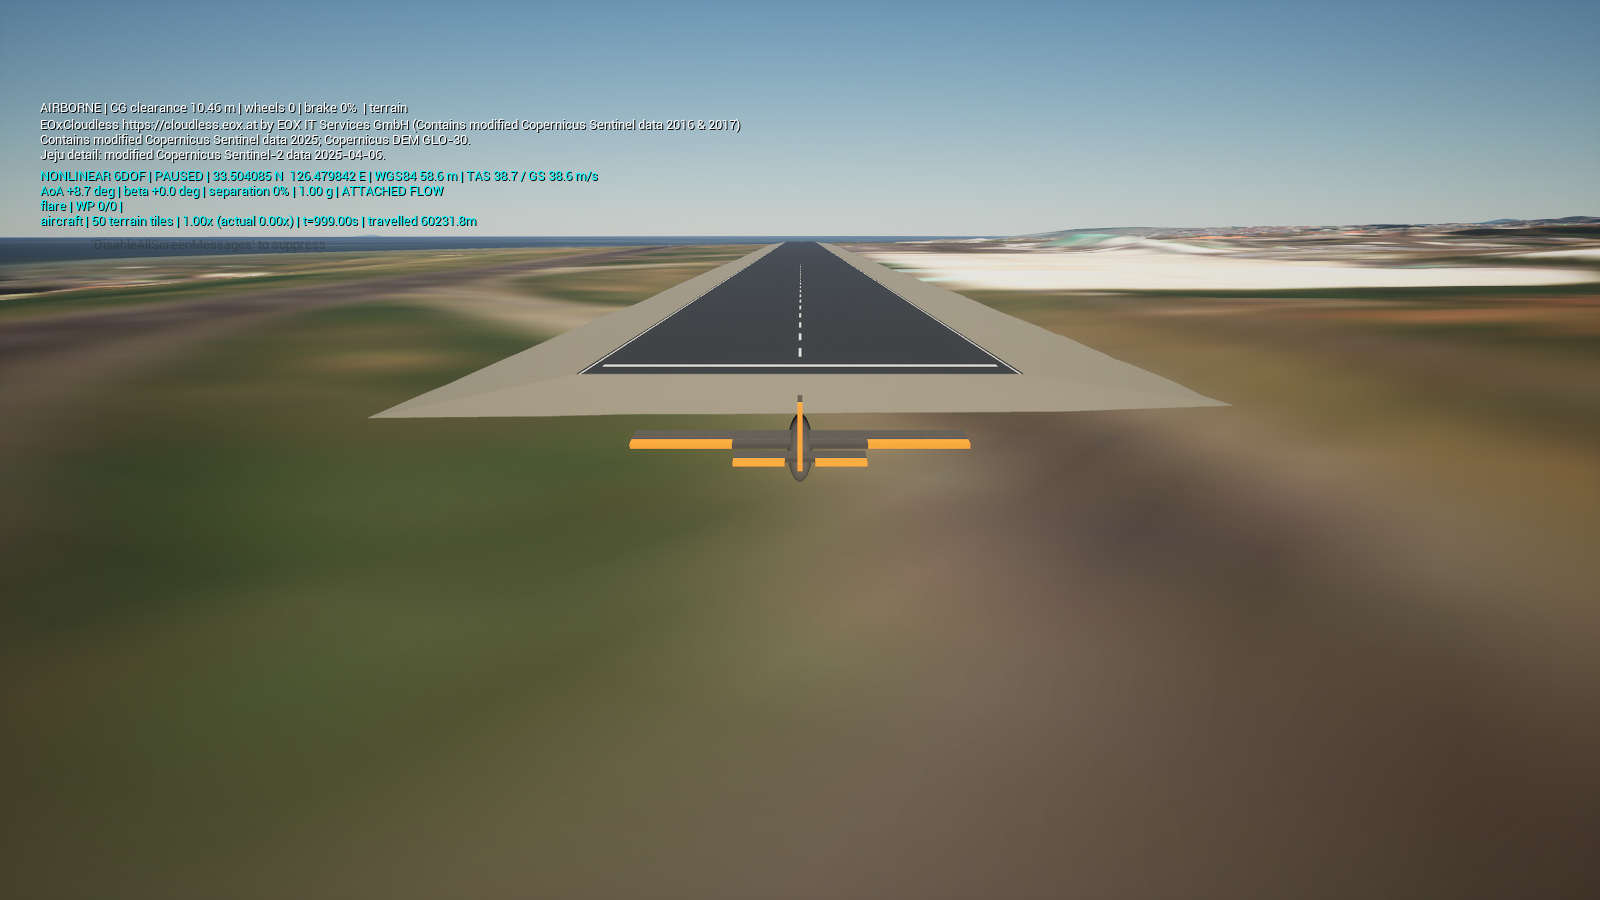 AIRBORNE | CG clearance 10.46 m | wheels 0 | brake 0% | terrain
EOxCloudless https://cloudless.eox.at by EOX IT Services GmbH (Contains modified Copernicus Sentinel data 2016 & 2017)
Contains modified Copernicus Sentinel data 2025; Copernicus DEM GLO-30.
Jeju detail: modified Copernicus Sentinel-2 data 2025-04-06.
NONLINEAR 6DOF | PAUSED | 33.504085 N 126.479842 E | WGS84 58.6 m | TAS 38.7 / GS 38.6 m/s
AoA +8.7 deg | beta +0.0 deg | separation 0% | 1.00 g | ATTACHED FLOW
flare | WP 0/0 |
aircraft | 50 terrain tiles | 1.00x (actual 0.00x) | t=999.00s | travelled 60231.8m
'DisableAllScreenMessages' to suppress